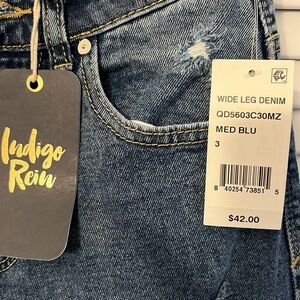 Indigo
Rein
WIDE LEG DENIM
QD5603C30MZ
MED BLU
3
8 40254 73851 5
$42.00